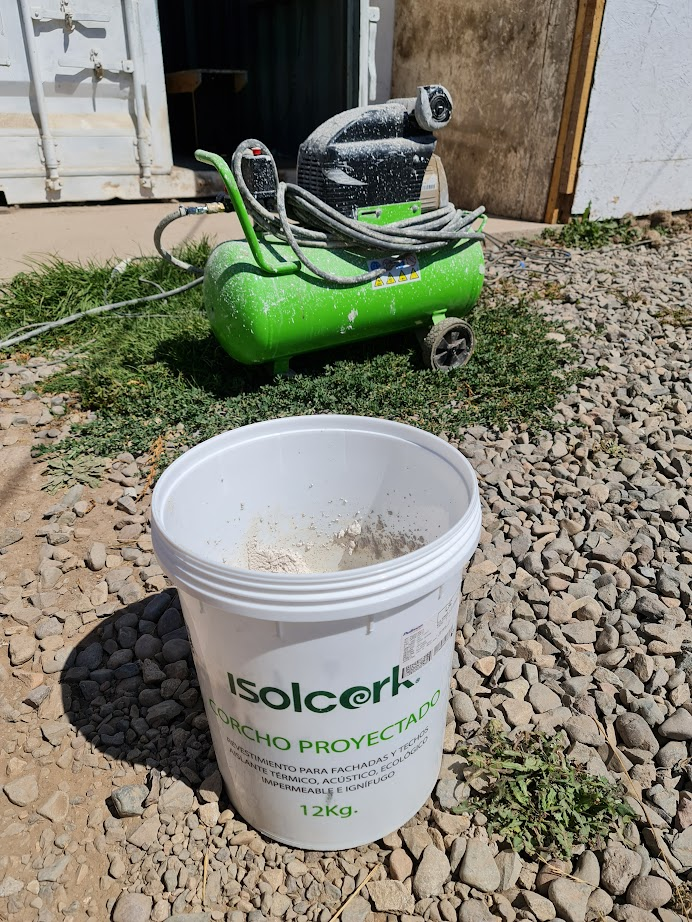 ISOLCORK
CORCHO PROYECTADO
REVESTIMIENTO PARA FACHADAS Y TECHOS
AISLANTE TÉRMICO, ACÚSTICO, ECOLÓGICO
IMPERMEABLE E IGNÍFUGO
12Kg.